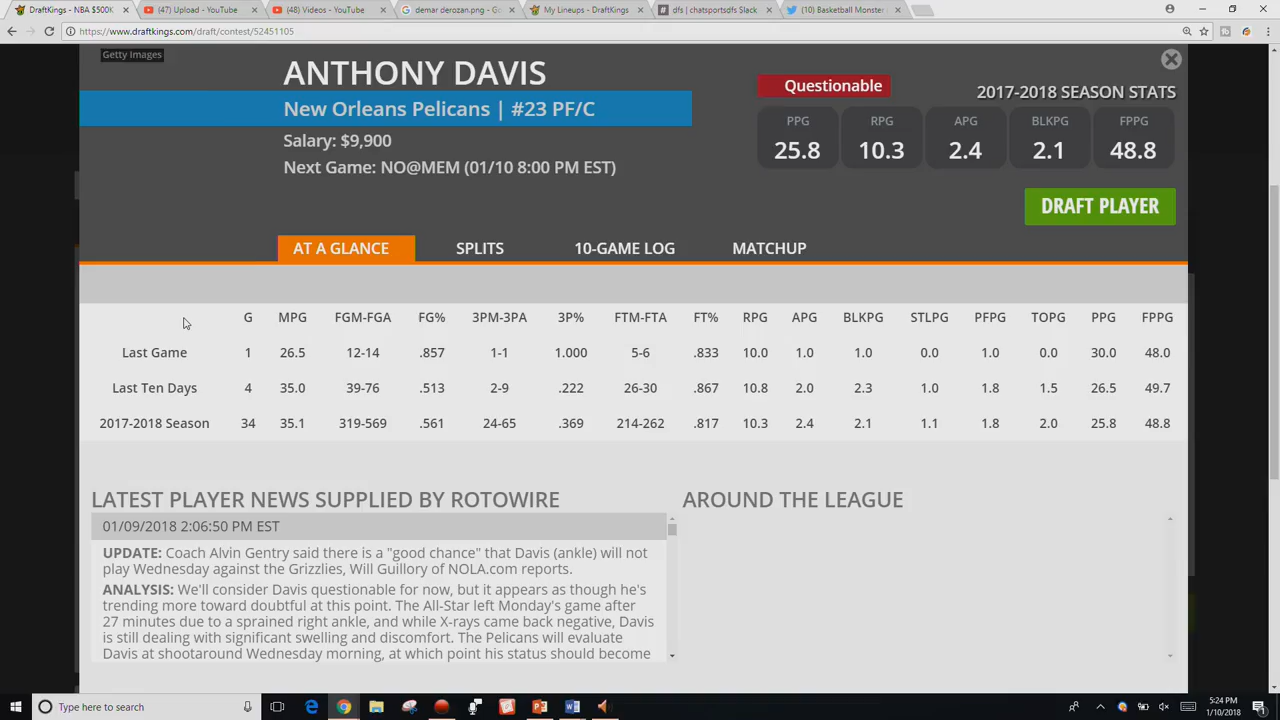 DraftKings - NBA $500K
(47) Upload - YouTube
(48) Videos - YouTube
demar derozan.png - Go
My Lineups - DraftKings
dfs | chatsportsdfs Slack
(10) Basketball Monster
https://www.draftkings.com/draft/contest/52451105
Getty Images
ANTHONY DAVIS
New Orleans Pelicans | #23 PF/C
Salary: $9,900
Next Game: NO@MEM (01/10 8:00 PM EST)
Questionable
2017-2018 SEASON STATS
PPG RPG APG BLKPG FPPG
25.8 10.3 2.4 2.1 48.8
DRAFT PLAYER
AT A GLANCE SPLITS 10-GAME LOG MATCHUP
G MPG FGM-FGA FG% 3PM-3PA 3P% FTM-FTA FT% RPG APG BLKPG STLPG PFPG TOPG PPG FPPG
Last Game 1 26.5 12-14 .857 1-1 1.000 5-6 .833 10.0 1.0 1.0 0.0 1.0 0.0 30.0 48.0
Last Ten Days 4 35.0 39-76 .513 2-9 .222 26-30 .867 10.8 2.0 2.3 1.0 1.8 1.5 26.5 49.7
2017-2018 Season 34 35.1 319-569 .561 24-65 .369 214-262 .817 10.3 2.4 2.1 1.1 1.8 2.0 25.8 48.8
LATEST PLAYER NEWS SUPPLIED BY ROTOWIRE
01/09/2018 2:06:50 PM EST
UPDATE: Coach Alvin Gentry said there is a "good chance" that Davis (ankle) will not
play Wednesday against the Grizzlies, Will Guillory of NOLA.com reports.
ANALYSIS: We'll consider Davis questionable for now, but it appears as though he's
trending more toward doubtful at this point. The All-Star left Monday's game after
27 minutes due to a sprained right ankle, and while X-rays came back negative, Davis
is still dealing with significant swelling and discomfort. The Pelicans will evaluate
Davis at shootaround Wednesday morning, at which point his status should become
AROUND THE LEAGUE
Type here to search
5:24 PM
1/10/2018